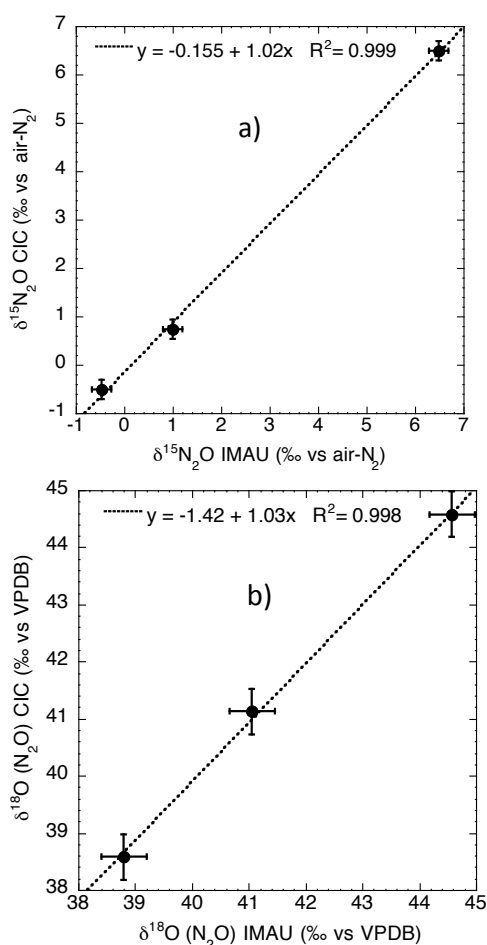 y = -0.155 + 1.02x R² = 0.999
a)
7
6
5
4
3
2
1
0
-1
δ¹⁵N₂O CIC (‰ vs air-N₂)
-1 0 1 2 3 4 5 6 7
δ¹⁵N₂O IMAU (‰ vs air-N₂)
y = -1.42 + 1.03x R² = 0.998
b)
45
44
43
42
41
40
39
38
δ¹⁸O (N₂O) CIC (‰ vs VPDB)
38 39 40 41 42 43 44 45
δ¹⁸O (N₂O) IMAU (‰ vs VPDB)